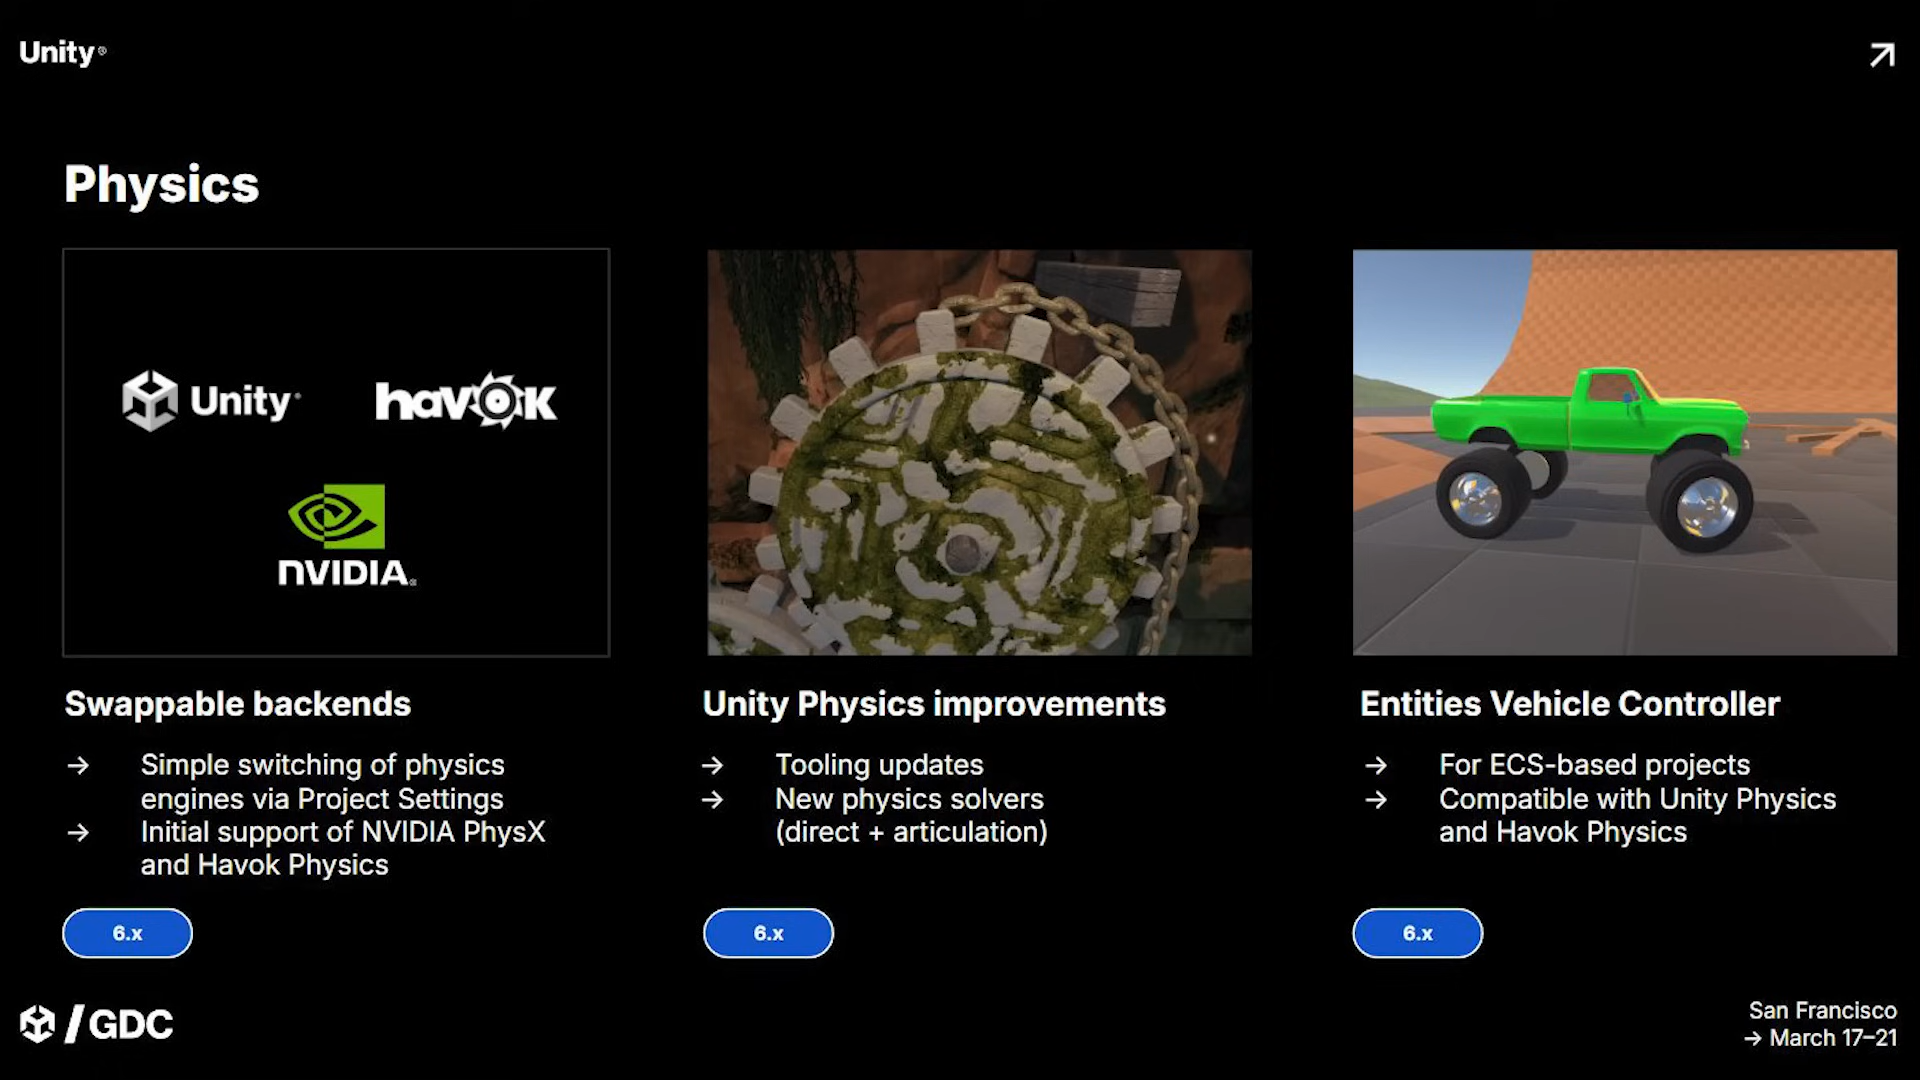 Unity®
Physics
Unity®
havok
NVIDIA®
Swappable backends
→ Simple switching of physics
engines via Project Settings
→ Initial support of NVIDIA PhysX
and Havok Physics
6.x
Unity Physics improvements
→ Tooling updates
→ New physics solvers
(direct + articulation)
6.x
Entities Vehicle Controller
→ For ECS-based projects
→ Compatible with Unity Physics
and Havok Physics
6.x
/GDC
San Francisco
→ March 17–21